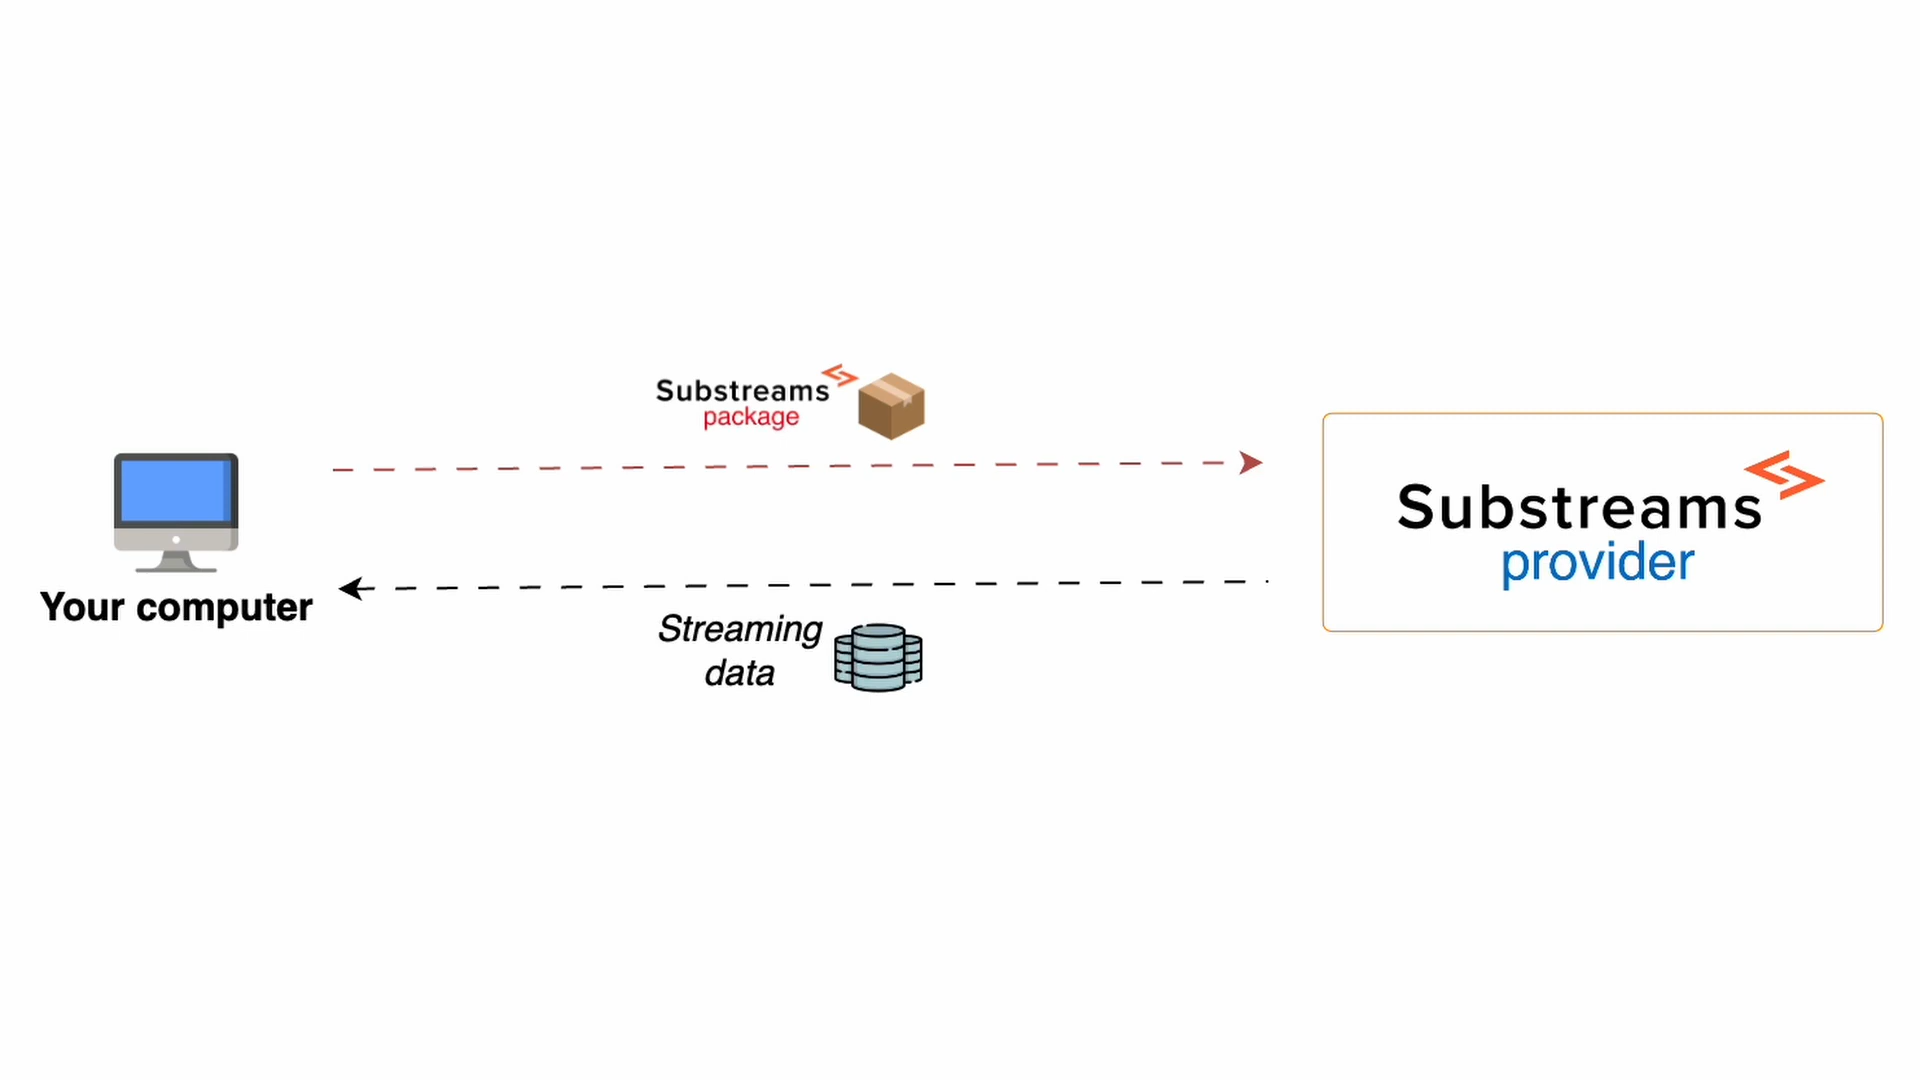 Substreams
package
Your computer
Streaming
data
Substreams
provider